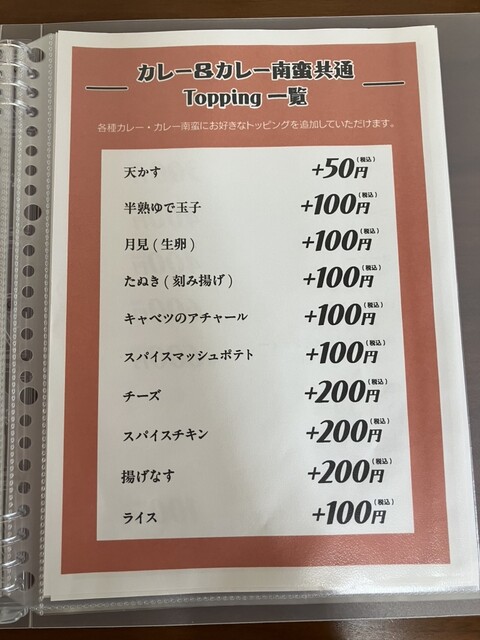 カレー&カレー南蛮共通
Topping 一覧
各種カレー・カレー南蛮にお好きなトッピングを追加していただけます。
天かす +50円(税込)
半熟ゆで玉子 +100円(税込)
月見(生卵) +100円(税込)
たぬき(刻み揚げ) +100円(税込)
キャベツのアチャール +100円(税込)
スパイスマッシュポテト +100円(税込)
チーズ +200円(税込)
スパイスチキン +200円(税込)
揚げなす +200円(税込)
ライス +100円(税込)